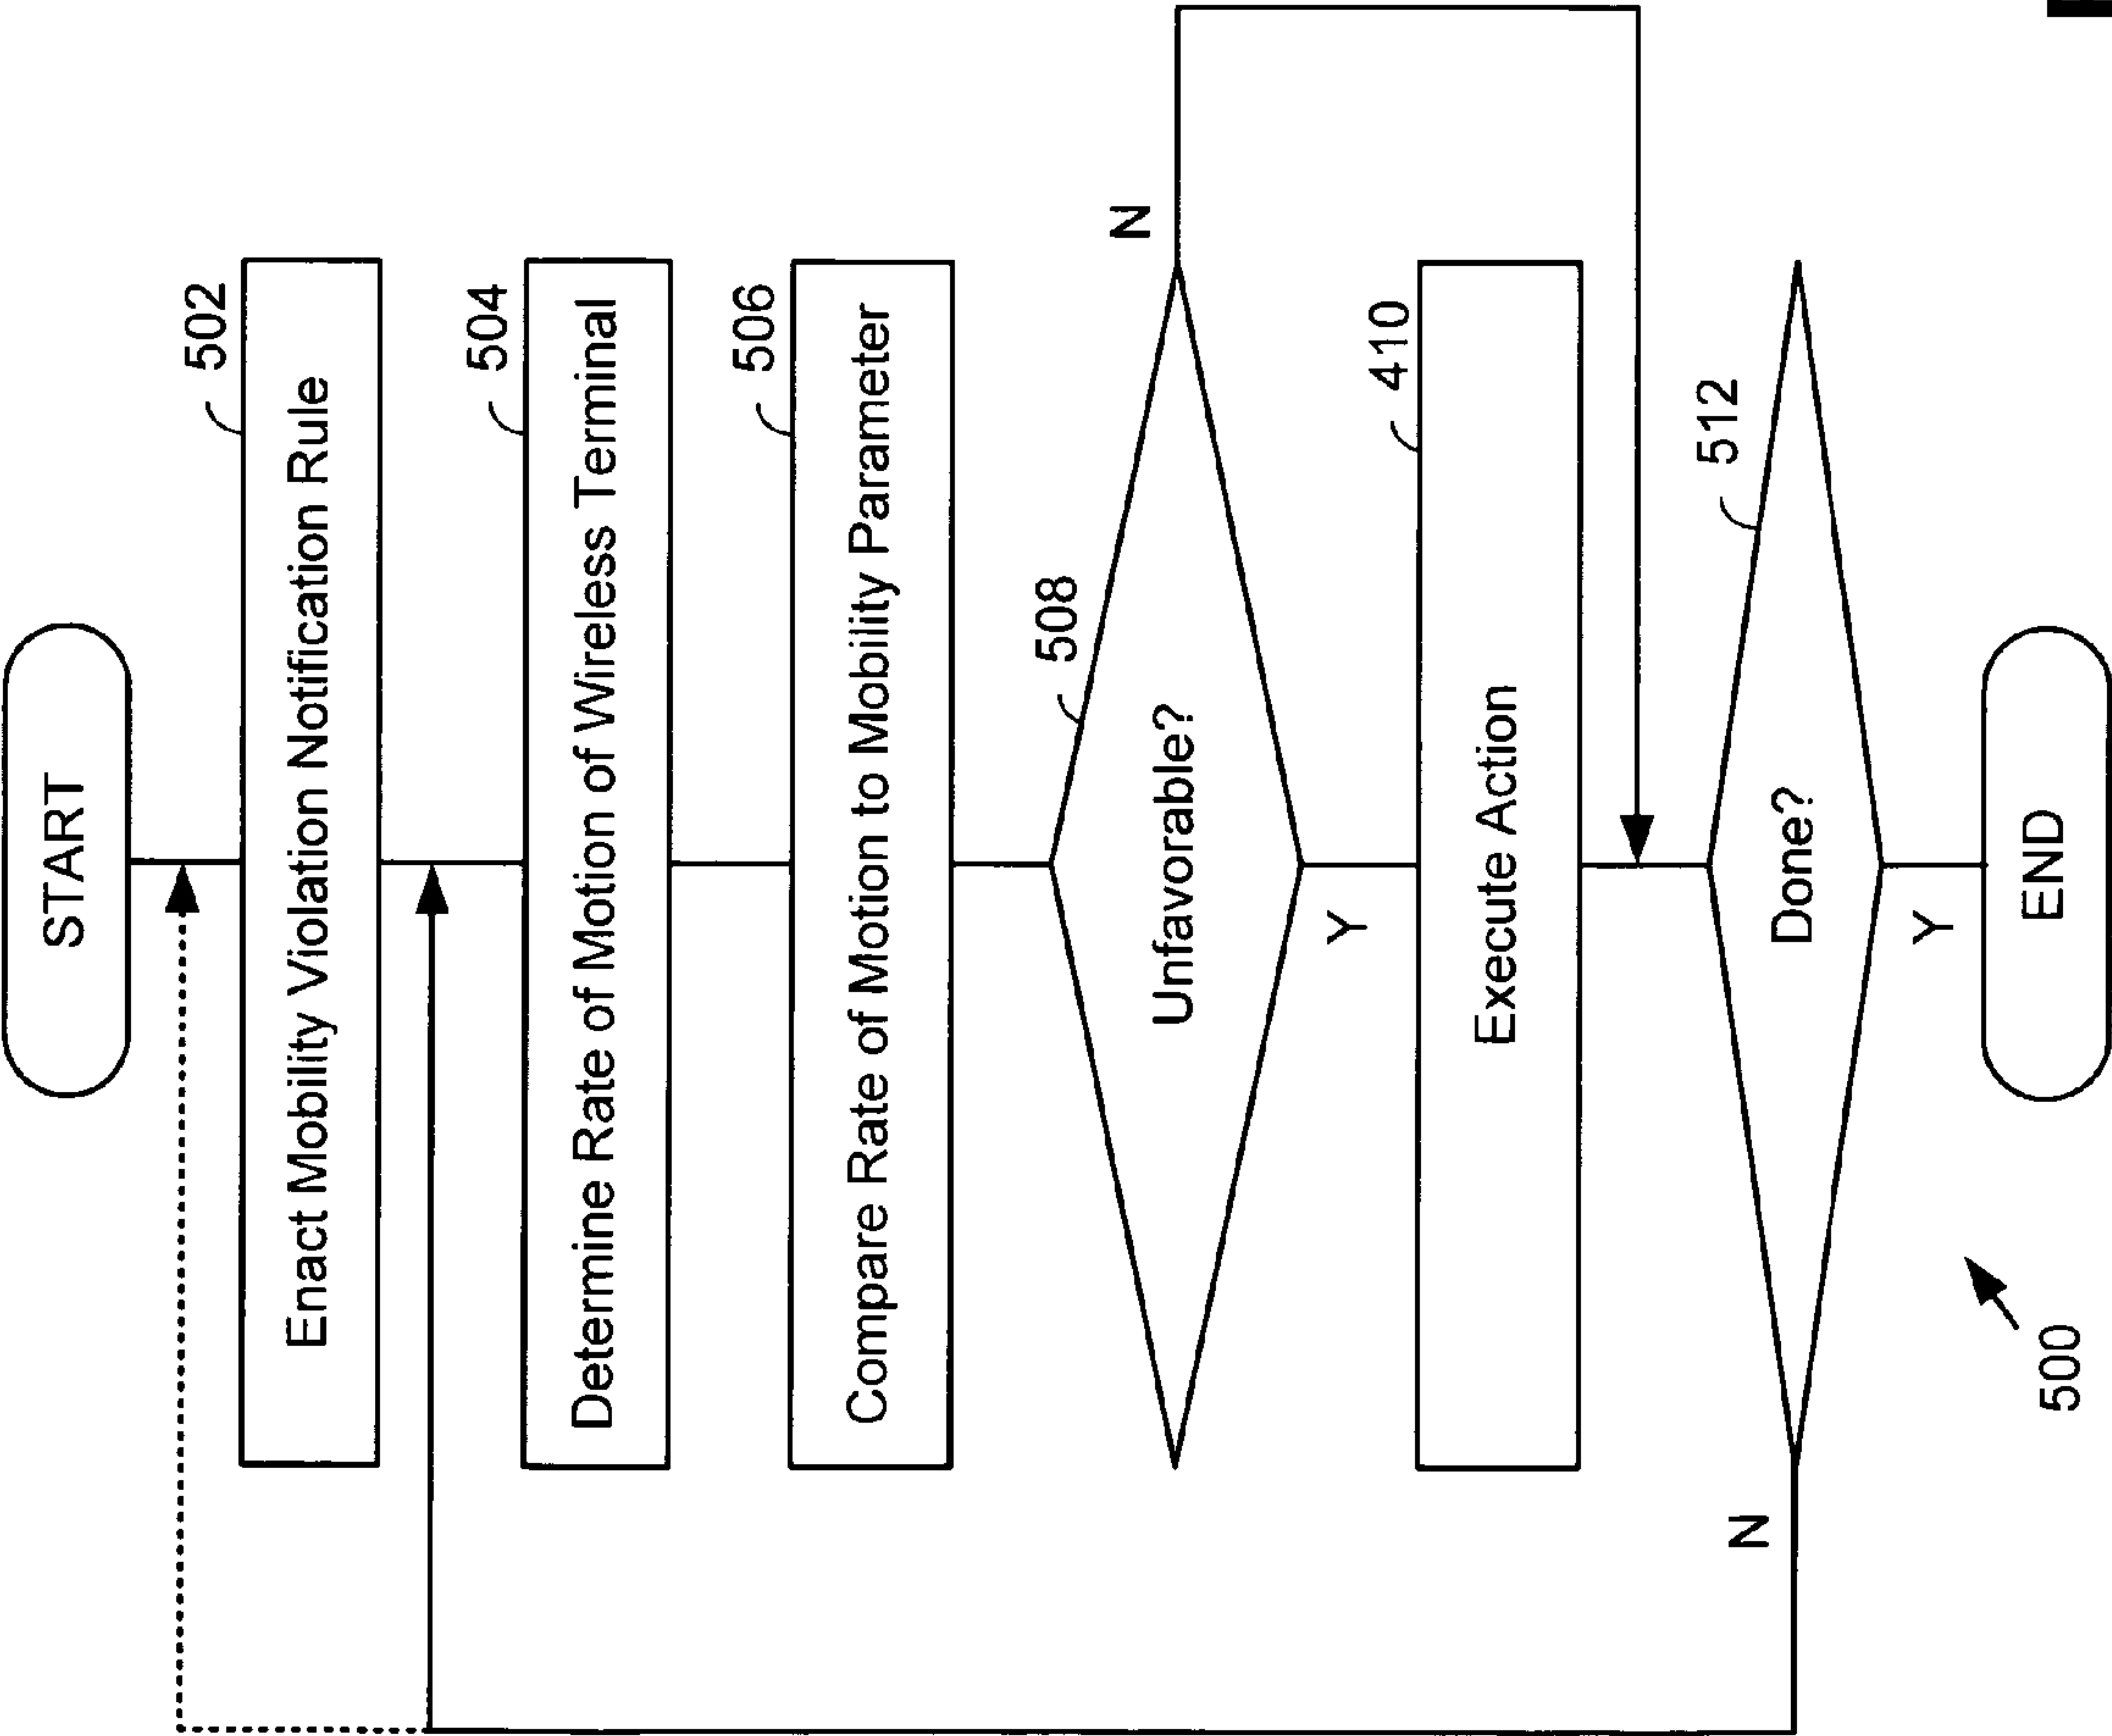 START
502
Enact Mobility Violation Notification Rule
504
Determine Rate of Motion of Wireless Terminal
506
Compare Rate of Motion to Mobility Parameter
508
Unfavorable?
N
Y
410
Execute Action
512
Done?
N
Y
END
500